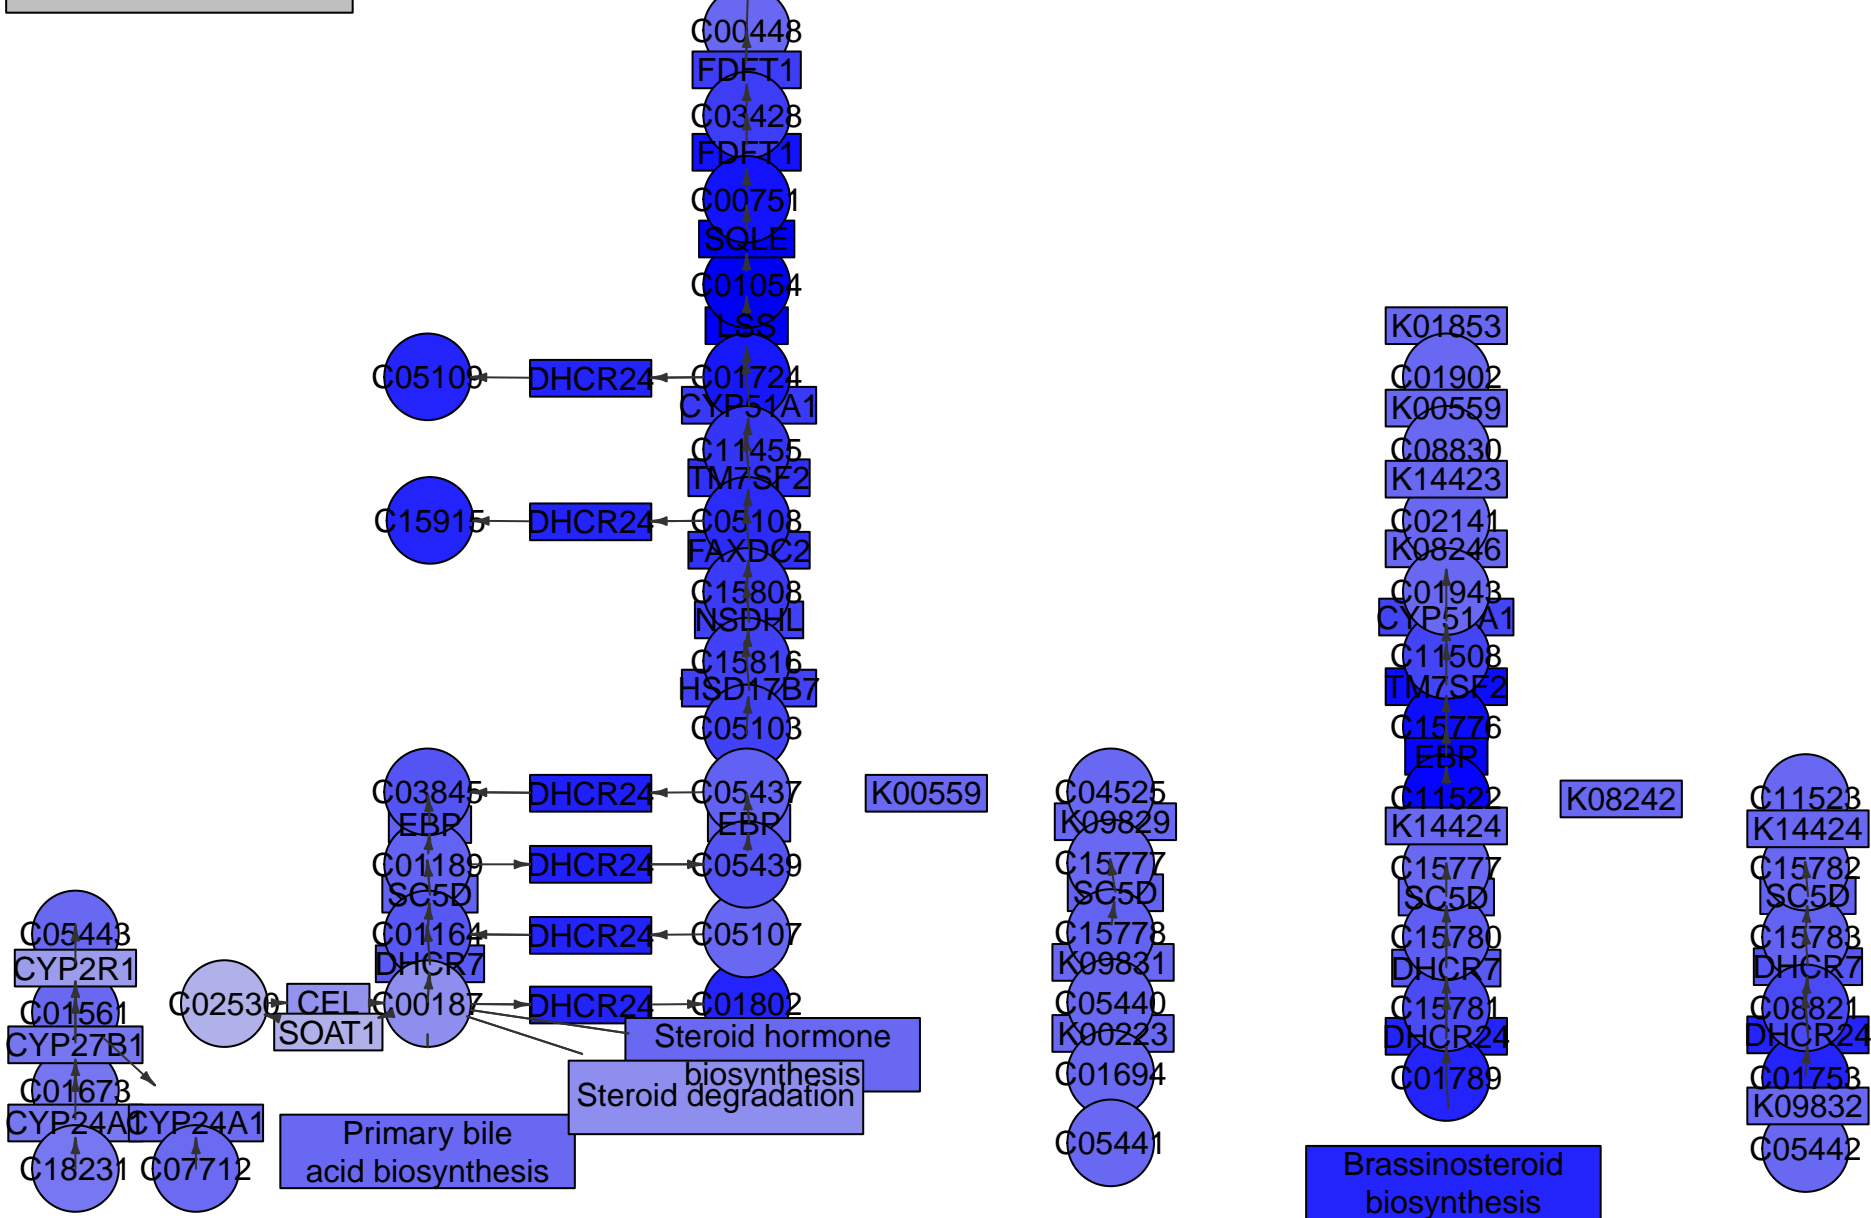 C00448
FDFT1
C03428
FDFT1
C00751
SQLE
C01054
LSS
C05109
DHCR24
C01724
CYP51A1
C11455
TM7SF2
C15915
DHCR24
C05108
FAXDC2
C15808
NSDHL
C15816
HSD17B7
C05103
C03845
DHCR24
C05437
EBP
EBP
C01189
DHCR24
C05439
SC5D
C01164
DHCR24
C05107
DHCR7
C02530
CEL
SOAT1
C00187
DHCR24
C01802
C05443
CYP2R1
C01561
CYP27B1
C01673
CYP24A1
CYP24A1
C18231
C07712
Steroid hormone
biosynthesis
Steroid degradation
Primary bile
acid biosynthesis
K00559
C04525
K09829
C15777
SC5D
C15778
K09831
C05440
K00223
C01694
C05441
K01853
C01902
K00559
C08830
K14423
C02141
K08246
C01943
CYP51A1
C11508
TM7SF2
C15776
EBP
C11522
K14424
C15777
SC5D
C15780
DHCR7
C15781
DHCR24
C01789
Brassinosteroid
biosynthesis
K08242
C11523
K14424
C15782
SC5D
C15783
DHCR7
C08821
DHCR24
C01753
K09832
C05442